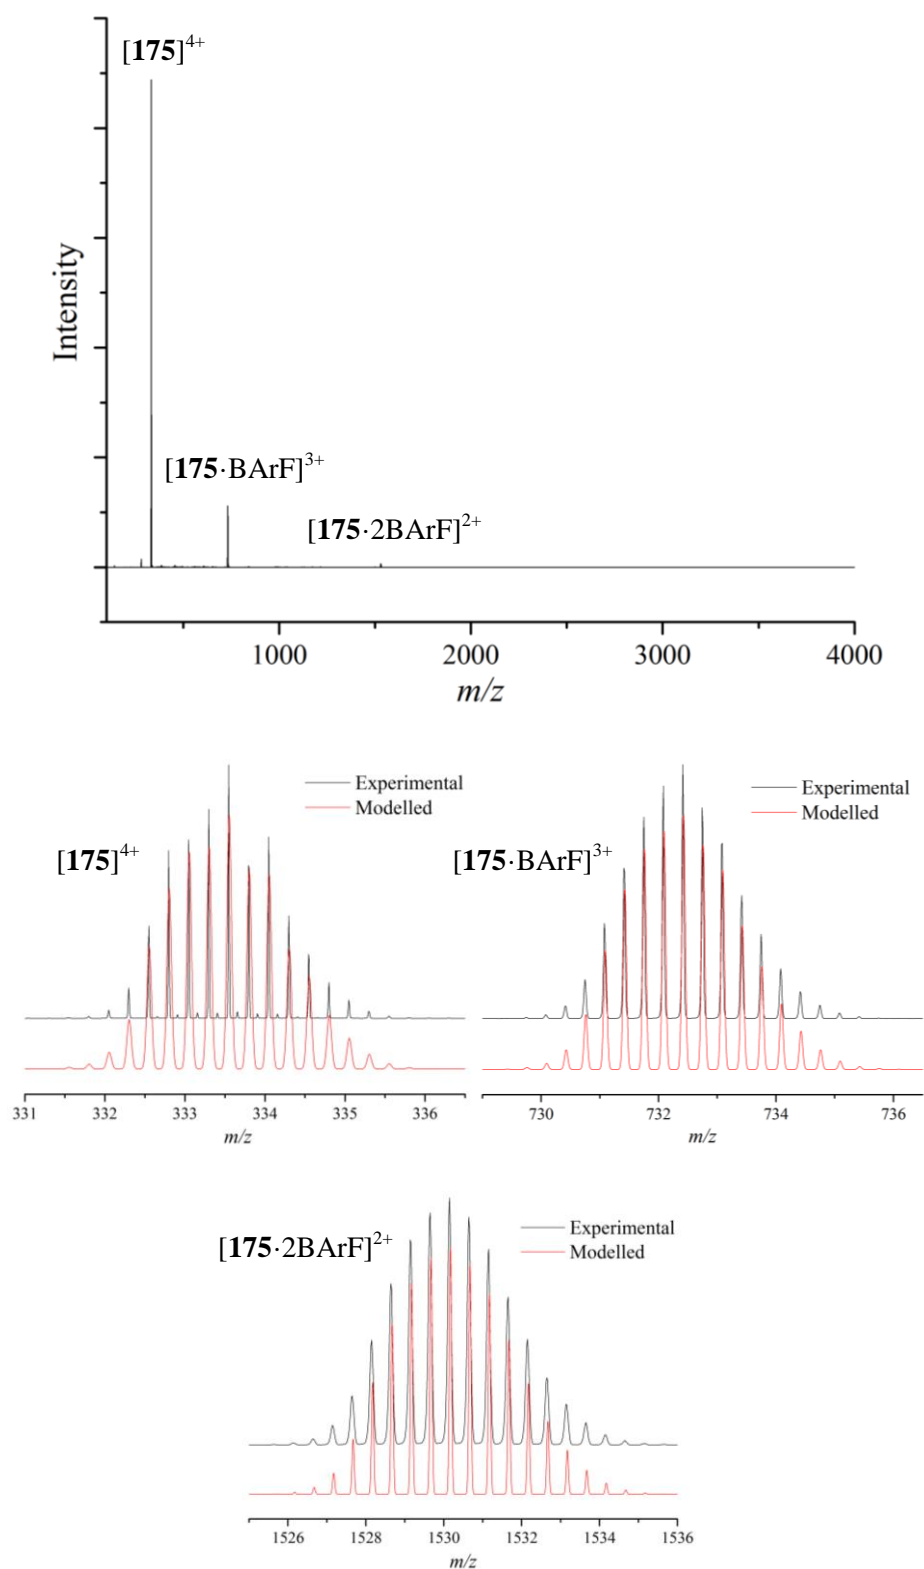 [175]4+
Intensity
[175·BArF]3+
[175·2BArF]2+
1000 2000 3000 4000
m/z
Experimental
Modelled
[175]4+
331 332 333 334 335 336
m/z
Experimental
Modelled
[175·BArF]3+
730 732 734 736
m/z
Experimental
Modelled
[175·2BArF]2+
1526 1528 1530 1532 1534 1536
m/z